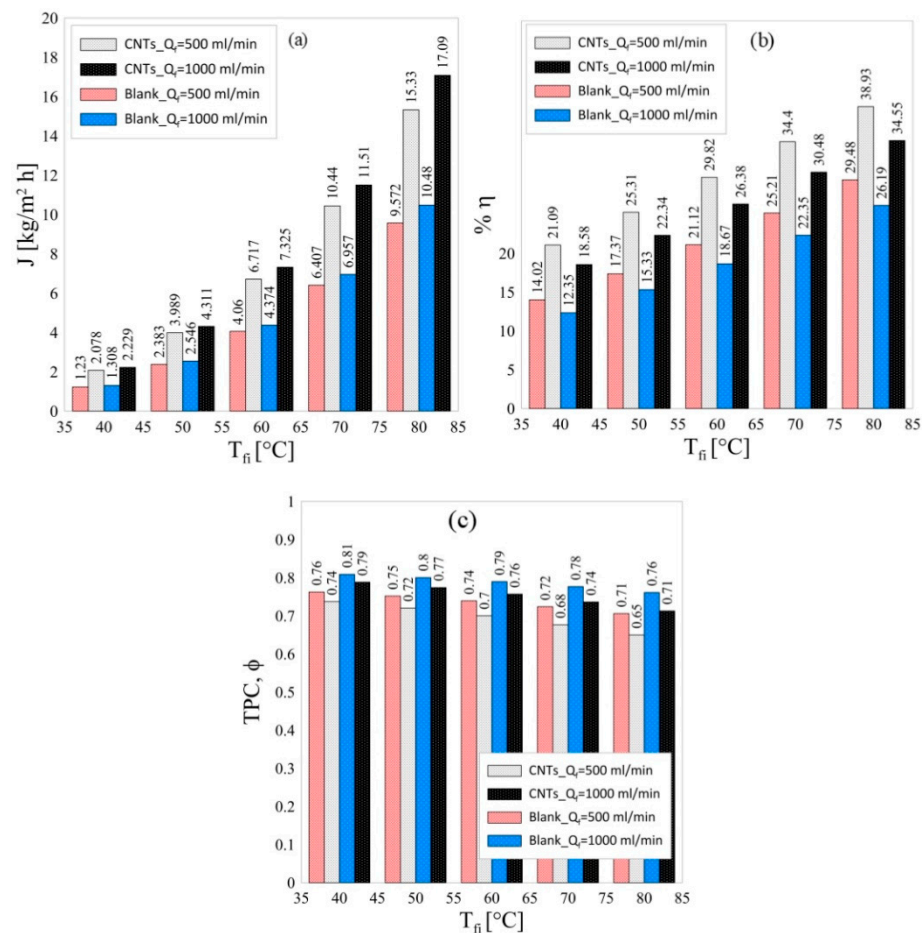 (a)
CNTs_Qf=500 ml/min
CNTs_Qf=1000 ml/min
Blank_Qf=500 ml/min
Blank_Qf=1000 ml/min
J [kg/m² h]
20
18
16
14
12
10
8
6
4
2
0
1.23 2.078 1.308 2.229
2.383 3.989 2.546 4.311
4.06 6.717 4.374 7.325
6.407 10.44 6.957 11.51
9.572 15.33 10.48 17.09
35 40 45 50 55 60 65 70 75 80 85
Tfi [°C]
(b)
CNTs_Qf=500 ml/min
CNTs_Qf=1000 ml/min
Blank_Qf=500 ml/min
Blank_Qf=1000 ml/min
% η
20
15
10
5
0
14.02 21.09 12.35 18.58
17.37 25.31 15.33 22.34
21.12 29.82 18.67 26.38
25.21 34.4 22.35 30.48
29.48 38.93 26.19 34.55
35 40 45 50 55 60 65 70 75 80 85
Tfi [°C]
(c)
TPC, ϕ
1
0.9
0.8
0.7
0.6
0.5
0.4
0.3
0.2
0.1
0
0.76 0.74 0.81 0.79
0.75 0.72 0.8 0.77
0.74 0.7 0.79 0.76
0.72 0.68 0.78 0.74
0.71 0.65 0.76 0.71
CNTs_Qf=500 ml/min
CNTs_Qf=1000 ml/min
Blank_Qf=500 ml/min
Blank_Qf=1000 ml/min
35 40 45 50 55 60 65 70 75 80 85
Tfi [°C]